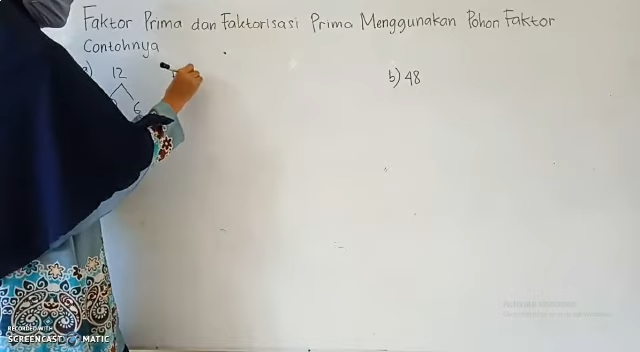 Faktor Prima dan Faktorisasi Prima Menggunakan Pohon Faktor
Contohnya
a) 12
6
b) 48
RECORDED WITH
SCREENCAST MATIC